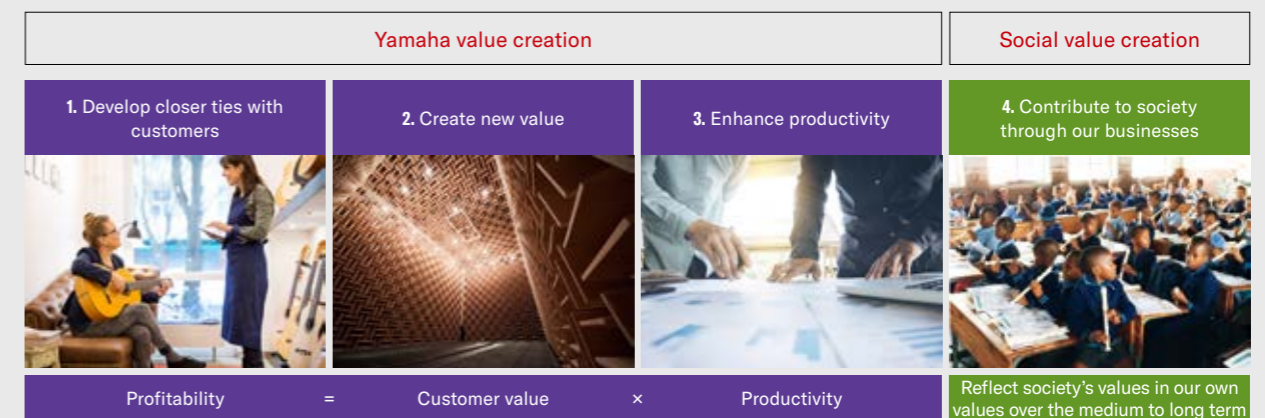 Yamaha value creation
Social value creation
1. Develop closer ties with
customers
2. Create new value
3. Enhance productivity
4. Contribute to society
through our businesses
Profitability = Customer value × Productivity
Reflect society's values in our own
values over the medium to long term